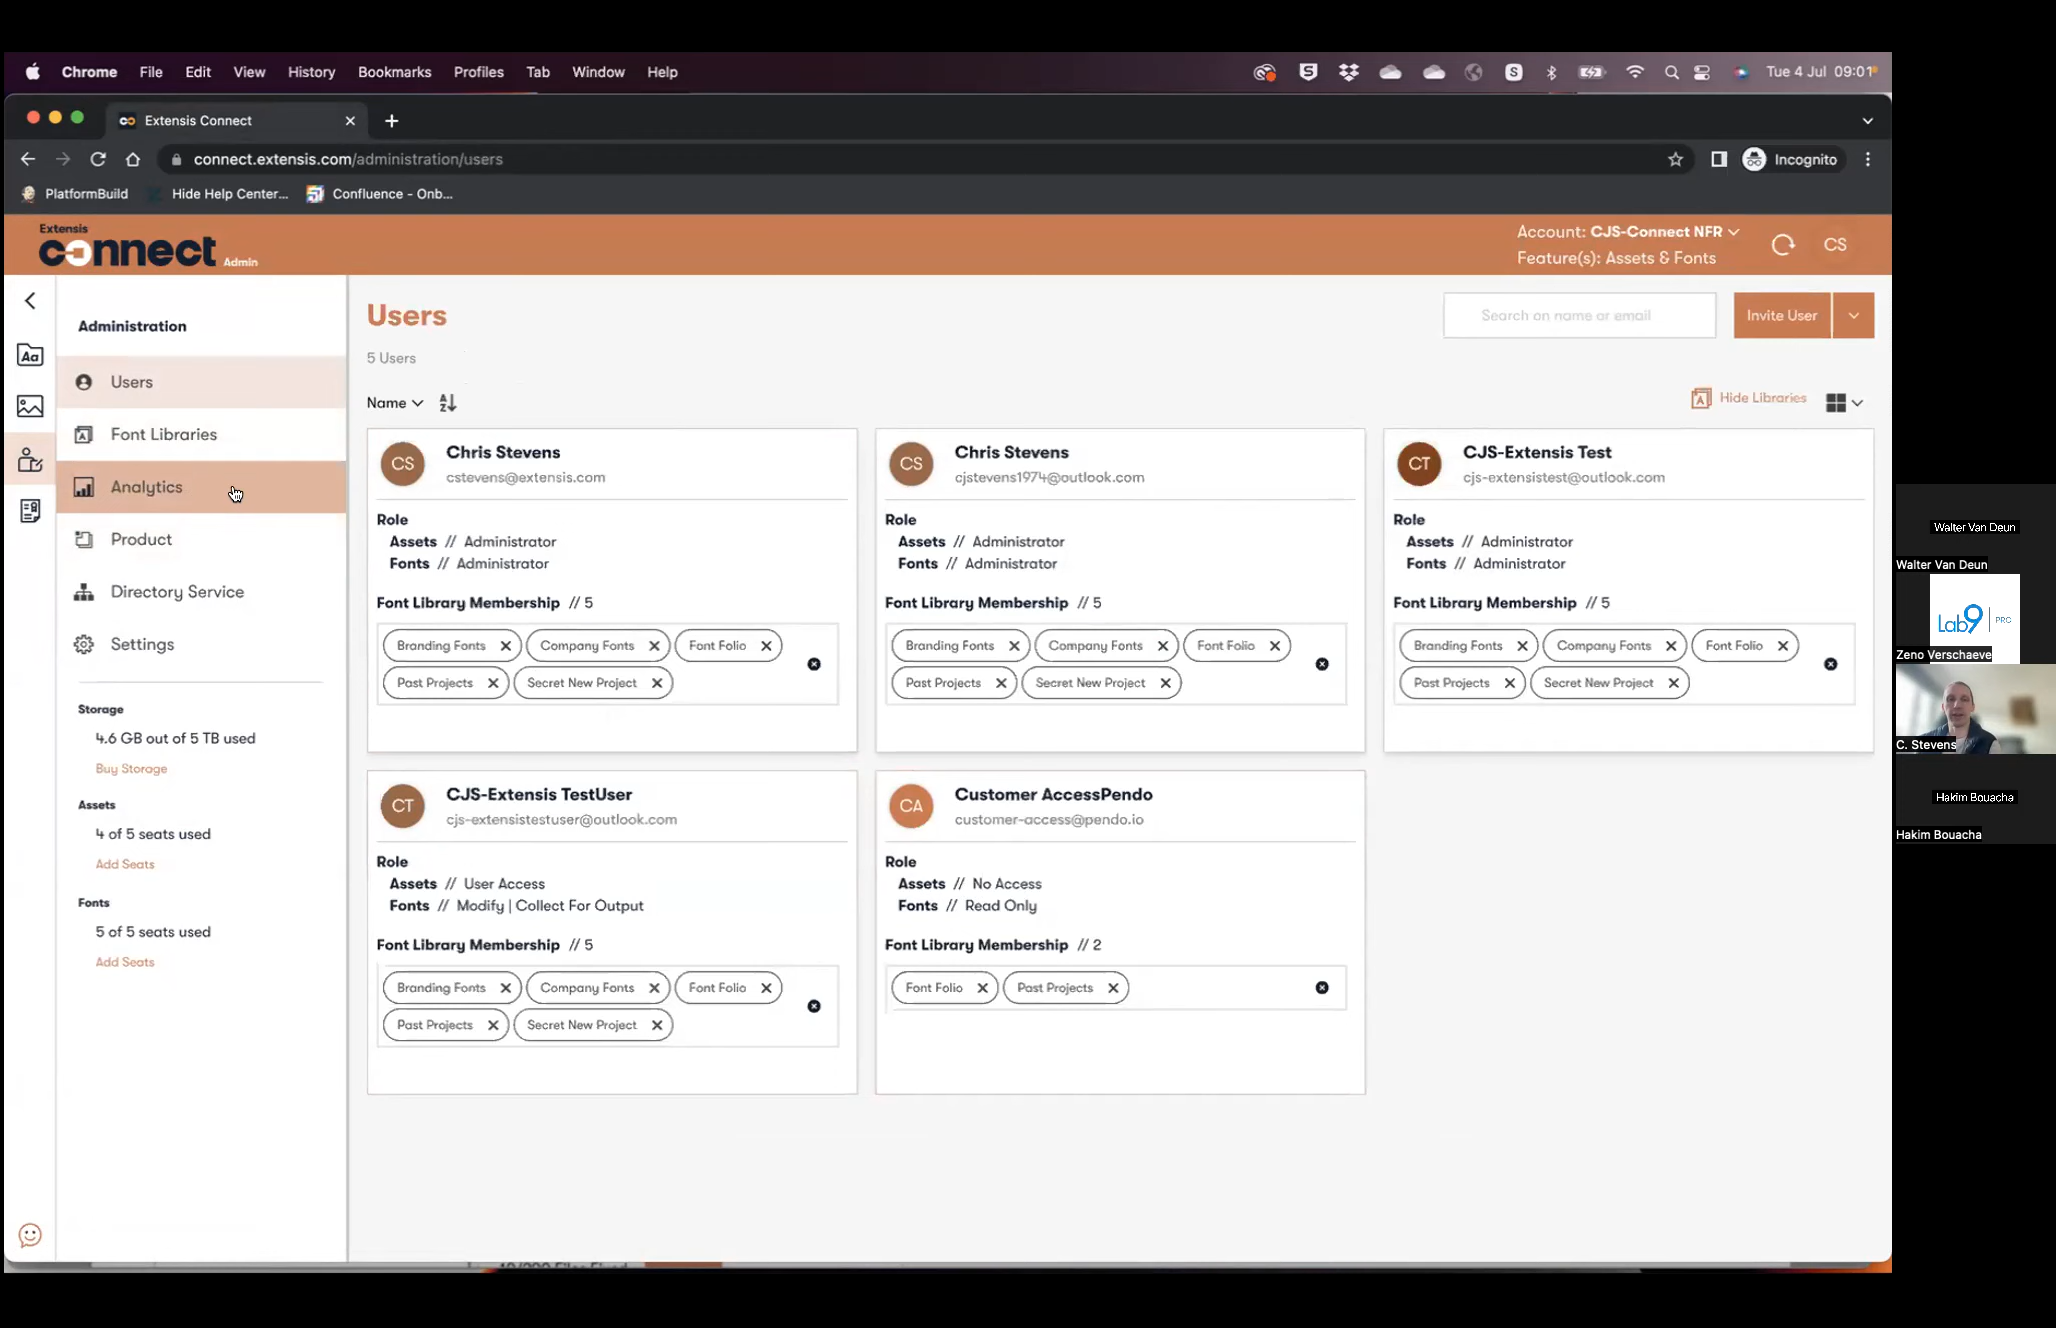 Chrome File Edit View History Bookmarks Profiles Tab Window Help
Tue 4 Jul 09:01
Extensis Connect
connect.extensis.com/administration/users
Incognito
PlatformBuild
Hide Help Center...
Confluence - Onb...
Extensis
connect Admin
Account: CJS-Connect NFR
Feature(s): Assets & Fonts
CS
Administration
Users
Font Libraries
Analytics
Product
Directory Service
Settings
Storage
4.6 GB out of 5 TB used
Buy Storage
Assets
4 of 5 seats used
Add Seats
Fonts
5 of 5 seats used
Add Seats
Users
Search on name or email
Invite User
5 Users
Name
Hide Libraries
CS
Chris Stevens
cstevens@extensis.com
Role
Assets // Administrator
Fonts // Administrator
Font Library Membership // 5
Branding Fonts
Company Fonts
Font Folio
Past Projects
Secret New Project
CS
Chris Stevens
cjstevens1974@outlook.com
Role
Assets // Administrator
Fonts // Administrator
Font Library Membership // 5
Branding Fonts
Company Fonts
Font Folio
Past Projects
Secret New Project
CT
CJS-Extensis Test
cjs-extensistest@outlook.com
Role
Assets // Administrator
Fonts // Administrator
Font Library Membership // 5
Branding Fonts
Company Fonts
Font Folio
Past Projects
Secret New Project
CT
CJS-Extensis TestUser
cjs-extensistestuser@outlook.com
Role
Assets // User Access
Fonts // Modify | Collect For Output
Font Library Membership // 5
Branding Fonts
Company Fonts
Font Folio
Past Projects
Secret New Project
CA
Customer AccessPendo
customer-access@pendo.io
Role
Assets // No Access
Fonts // Read Only
Font Library Membership // 2
Font Folio
Past Projects
Walter Van Deun
Walter Van Deun
Lab9 | PRO
Zeno Verschaeve
C. Stevens
Hakim Bouacha
Hakim Bouacha